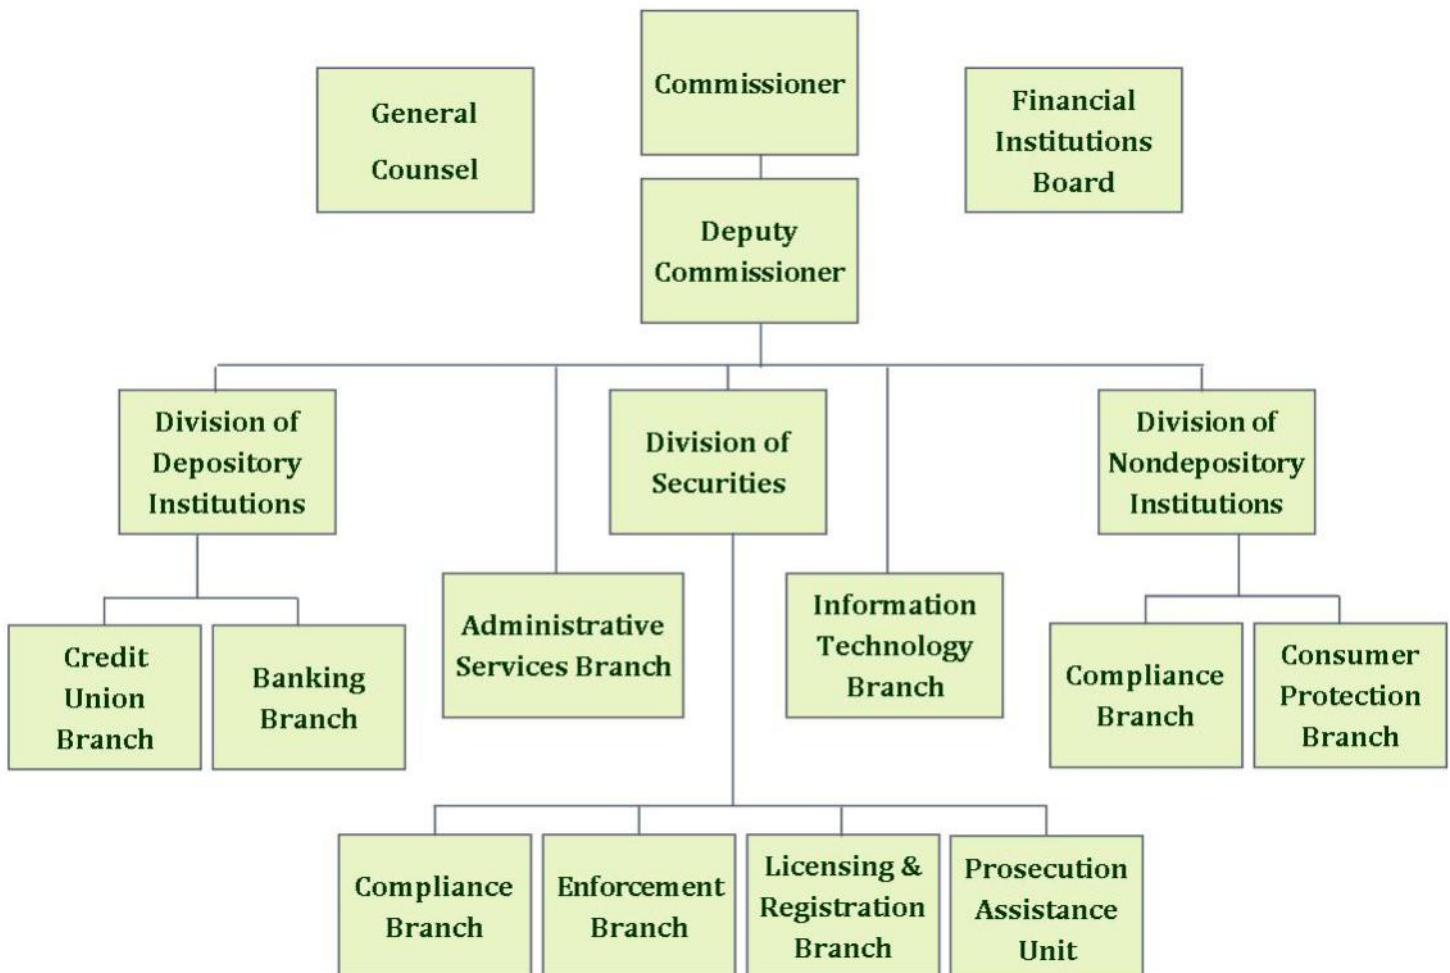 Commissioner
General
Counsel
Financial
Institutions
Board
Deputy
Commissioner
Division of
Depository
Institutions
Division of
Securities
Division of
Nondepository
Institutions
Credit
Union
Branch
Banking
Branch
Administrative
Services Branch
Information
Technology
Branch
Compliance
Branch
Consumer
Protection
Branch
Compliance
Branch
Enforcement
Branch
Licensing &
Registration
Branch
Prosecution
Assistance
Unit